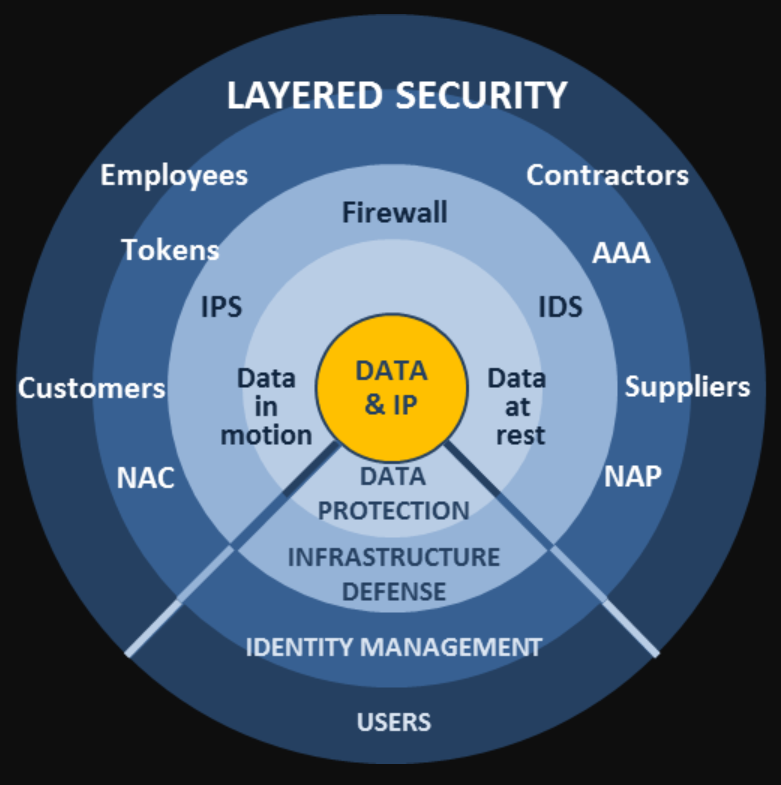 LAYERED SECURITY
Employees
Contractors
Firewall
Tokens
AAA
IPS
IDS
DATA
& IP
Data
in
motion
Data
at
rest
Customers
Suppliers
NAC
NAP
DATA
PROTECTION
INFRASTRUCTURE
DEFENSE
IDENTITY MANAGEMENT
USERS